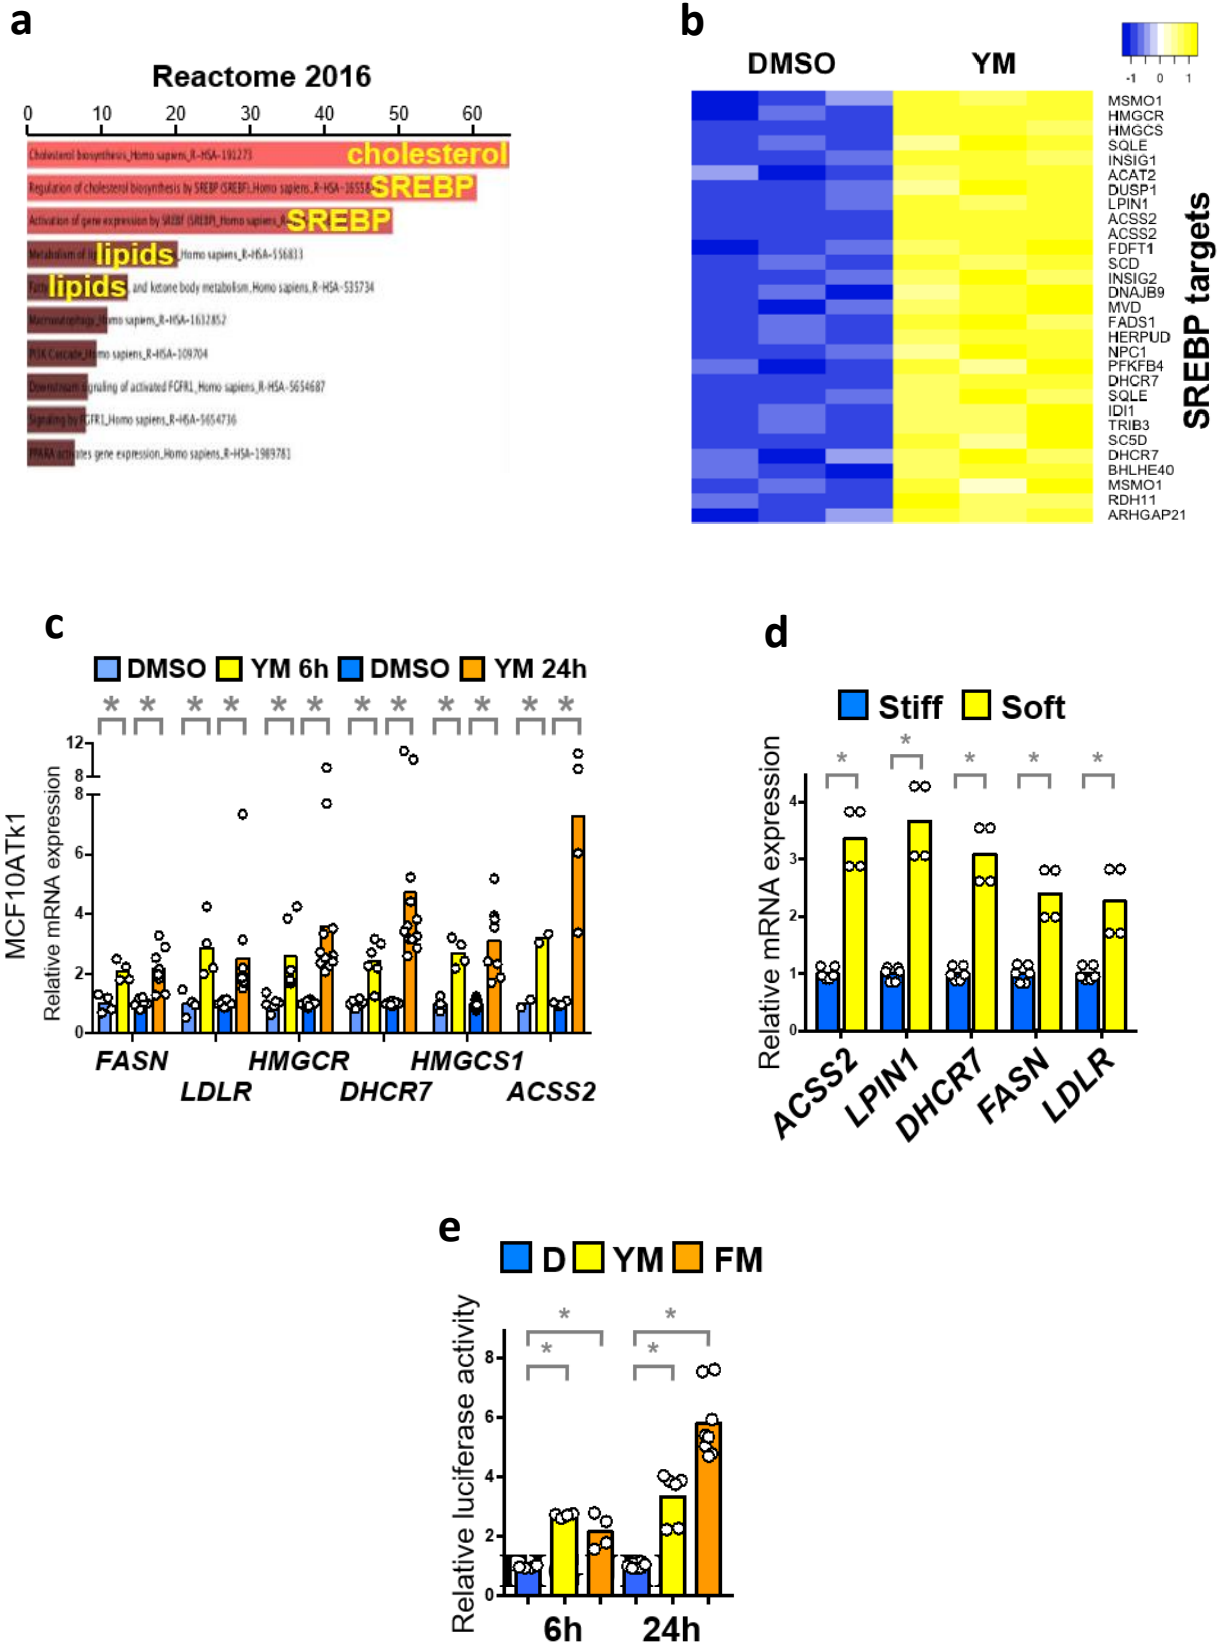 a
Reactome 2016
0 10 20 30 40 50 60
Cholesterol biosynthesis_Homo sapiens_R-HSA-191273 cholesterol
Regulation of cholesterol biosynthesis by SREBP (SREBF)_Homo sapiens_R-HSA-16558 SREBP
Activation of gene expression by SREBF (SREBP)_Homo sapiens_ SREBP
Metabolism of lipids _Homo sapiens_R-HSA-556833
lipids and ketone body metabolism_Homo sapiens_R-HSA-535734
Macroautophagy_Homo sapiens_R-HSA-1632852
PI3K Cascade_Homo sapiens_R-HSA-109704
Downstream signaling of activated FGFR1_Homo sapiens_R-HSA-5654687
Signaling by FGFR1_Homo sapiens_R-HSA-5654736
PPARA activates gene expression_Homo sapiens_R-HSA-1989781
b
DMSO YM
-1 0 1
MSMO1
HMGCR
HMGCS
SQLE
INSIG1
ACAT2
DUSP1
LPIN1
ACSS2
ACSS2
FDFT1
SCD
INSIG2
DNAJB9
MVD
FADS1
HERPUD
NPC1
PFKFB4
DHCR7
SQLE
IDI1
TRIB3
SC5D
DHCR7
BHLHE40
MSMO1
RDH11
ARHGAP21
SREBP targets
c
DMSO YM 6h DMSO YM 24h
* * * * * * * * * * * *
MCF10ATk1
Relative mRNA expression
12
8
8
6
4
2
0
FASN
LDLR
HMGCR
DHCR7
HMGCS1
ACSS2
d
Stiff Soft
* * * * *
Relative mRNA expression
4
3
2
1
0
ACSS2
LPIN1
DHCR7
FASN
LDLR
e
D YM FM
* *
* *
Relative luciferase activity
8
6
4
2
0
6h 24h